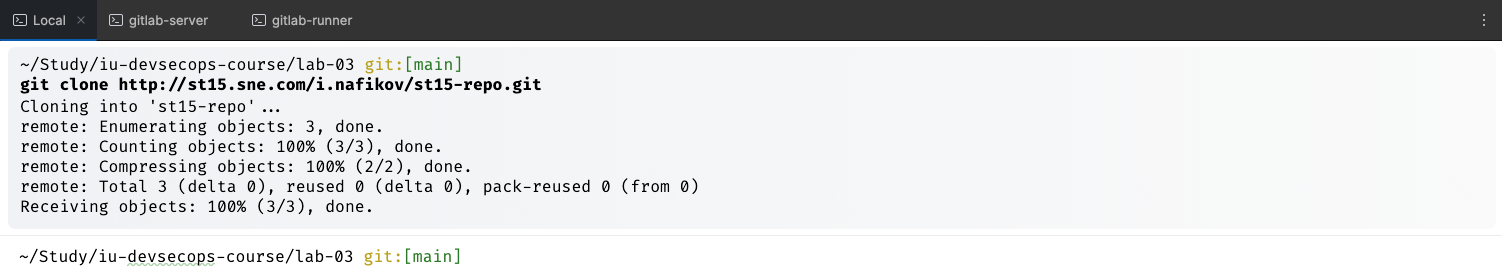 Local × gitlab-server gitlab-runner
~/Study/iu-devsecops-course/lab-03 git:[main]
git clone http://st15.sne.com/i.nafikov/st15-repo.git
Cloning into 'st15-repo'...
remote: Enumerating objects: 3, done.
remote: Counting objects: 100% (3/3), done.
remote: Compressing objects: 100% (2/2), done.
remote: Total 3 (delta 0), reused 0 (delta 0), pack-reused 0 (from 0)
Receiving objects: 100% (3/3), done.
~/Study/iu-devsecops-course/lab-03 git:[main]